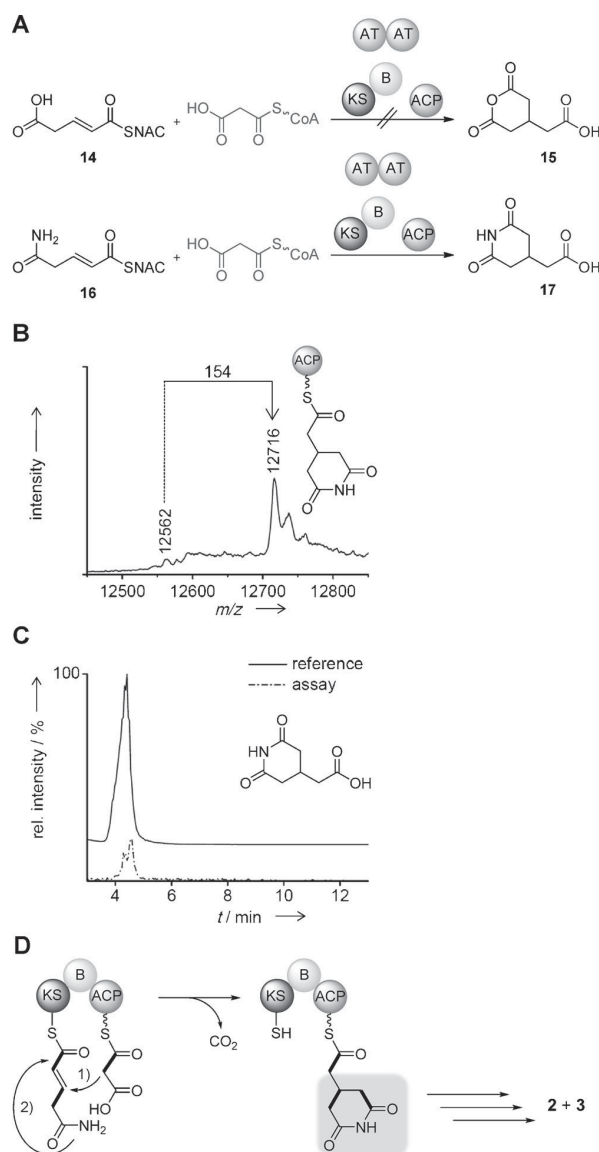 A
AT AT
B
KS ACP
OH
O O
SNAC
14
+
HO O O S~CoA
O O O
O OH
15
AT AT
B
KS ACP
NH₂
O O
SNAC
16
+
HO O O S~CoA
O HN O
O OH
17
B
intensity
154
12562
12716
12500 12600 12700 12800
m/z
ACP
S
O
O
O NH
C
100
rel. intensity / %
reference
assay
O
HN O
O OH
4 6 8 10 12
t / min
D
B
KS ACP
S S
O O
1)
2)
HO O
NH₂
O
CO₂
B
KS ACP
SH S
O
O
O NH
2 + 3